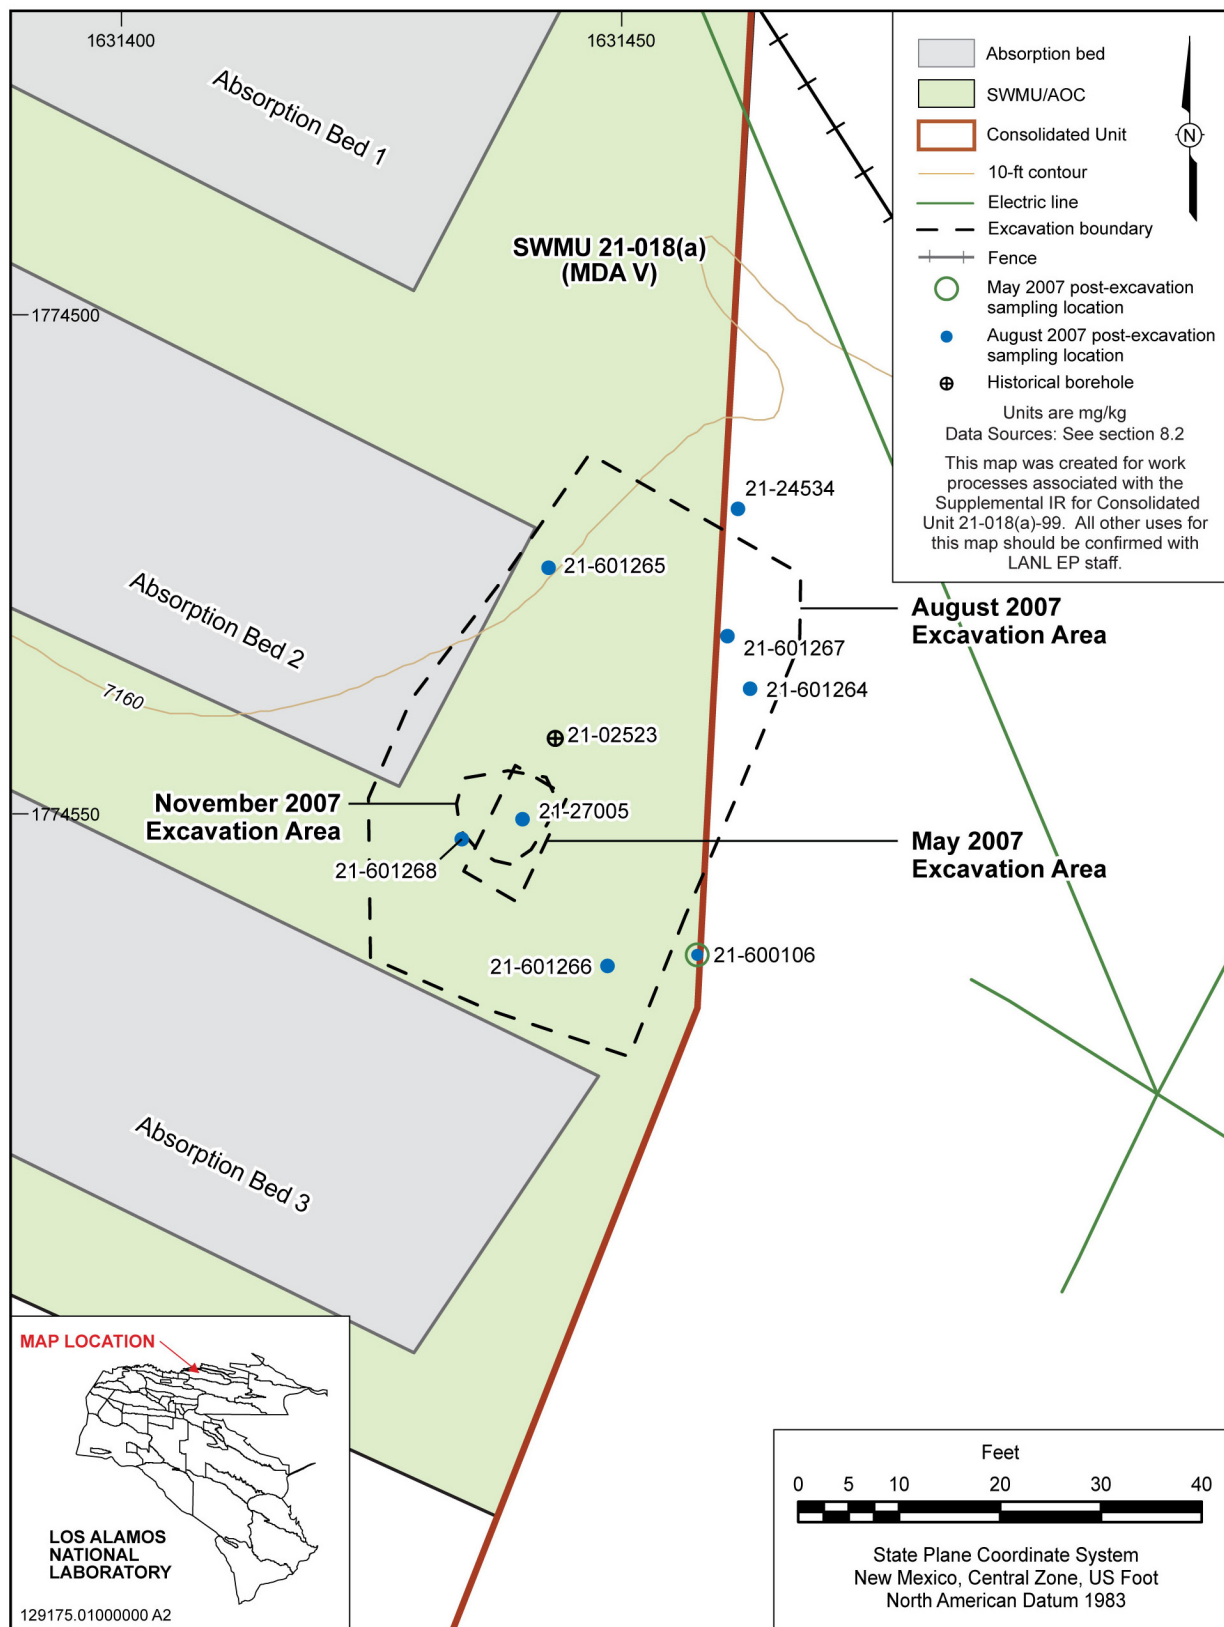 1631400
1631450
Absorption Bed 1
SWMU 21-018(a)
(MDA V)
1774500
Absorption bed
SWMU/AOC
Consolidated Unit
10-ft contour
Electric line
Excavation boundary
Fence
May 2007 post-excavation
sampling location
August 2007 post-excavation
sampling location
Historical borehole
Units are mg/kg
Data Sources: See section 8.2
This map was created for work
processes associated with the
Supplemental IR for Consolidated
Unit 21-018(a)-99. All other uses for
this map should be confirmed with
LANL EP staff.
N
21-24534
21-601265
Absorption Bed 2
August 2007
Excavation Area
21-601267
21-601264
7160
21-02523
November 2007
Excavation Area
1774550
21-27005
21-601268
May 2007
Excavation Area
21-601266
21-600106
Absorption Bed 3
MAP LOCATION
LOS ALAMOS
NATIONAL
LABORATORY
129175.01000000 A2
Feet
0 5 10 20 30 40
State Plane Coordinate System
New Mexico, Central Zone, US Foot
North American Datum 1983